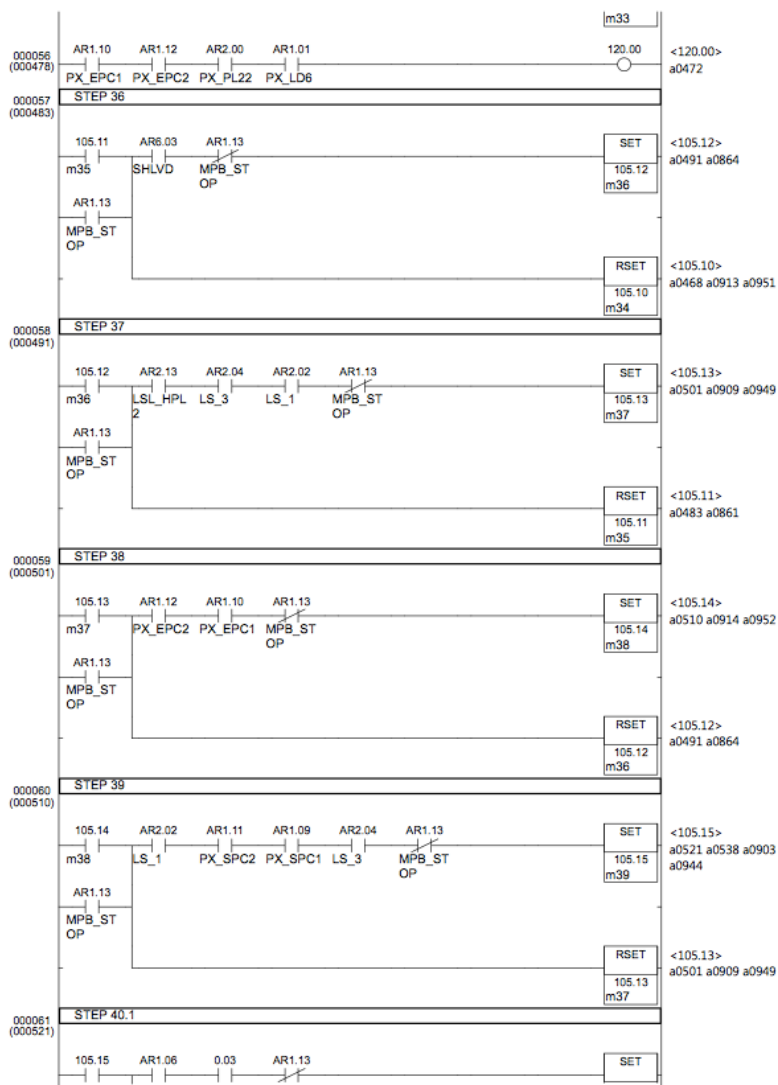 m33
000056 AR1.10 AR1.12 AR2.00 AR1.01 120.00 <120.00>
(000478) a0472
PX_EPC1 PX_EPC2 PX_PL22 PX_LD6
000057 STEP 36
(000483)
105.11 AR6.03 AR1.13 SET <105.12>
a0491 a0864
m35 SHLVD MPB_ST 105.12
OP m36
AR1.13
MPB_ST
OP
RSET <105.10>
a0468 a0913 a0951
105.10
m34
000058 STEP 37
(000491)
105.12 AR2.13 AR2.04 AR2.02 AR1.13 SET <105.13>
a0501 a0909 a0949
m36 LSL_HPL LS_3 LS_1 MPB_ST 105.13
2 OP m37
AR1.13
MPB_ST
OP
RSET <105.11>
a0483 a0861
105.11
m35
000059 STEP 38
(000501)
105.13 AR1.12 AR1.10 AR1.13 SET <105.14>
a0510 a0914 a0952
m37 PX_EPC2 PX_EPC1 MPB_ST 105.14
OP m38
AR1.13
MPB_ST
OP
RSET <105.12>
a0491 a0864
105.12
m36
000060 STEP 39
(000510)
105.14 AR2.02 AR1.11 AR1.09 AR2.04 AR1.13 SET <105.15>
a0521 a0538 a0903
m38 LS_1 PX_SPC2 PX_SPC1 LS_3 MPB_ST 105.15
a0944
OP m39
AR1.13
MPB_ST
OP
RSET <105.13>
a0501 a0909 a0949
105.13
m37
000061 STEP 40.1
(000521)
105.15 AR1.06 0.03 AR1.13 SET